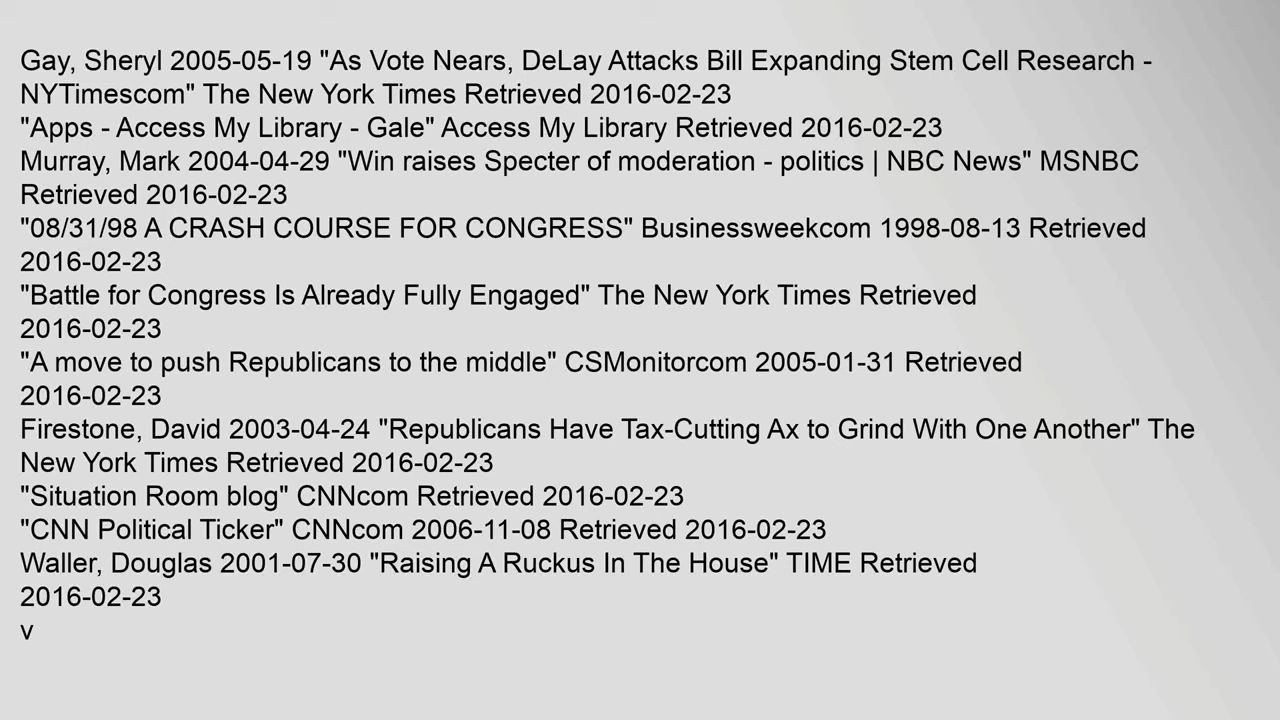 Gay, Sheryl 2005-05-19 "As Vote Nears, DeLay Attacks Bill Expanding Stem Cell Research -
NYTimescom" The New York Times Retrieved 2016-02-23
"Apps - Access My Library - Gale" Access My Library Retrieved 2016-02-23
Murray, Mark 2004-04-29 "Win raises Specter of moderation - politics | NBC News" MSNBC
Retrieved 2016-02-23
"08/31/98 A CRASH COURSE FOR CONGRESS" Businessweekcom 1998-08-13 Retrieved
2016-02-23
"Battle for Congress Is Already Fully Engaged" The New York Times Retrieved
2016-02-23
"A move to push Republicans to the middle" CSMonitorcom 2005-01-31 Retrieved
2016-02-23
Firestone, David 2003-04-24 "Republicans Have Tax-Cutting Ax to Grind With One Another" The
New York Times Retrieved 2016-02-23
"Situation Room blog" CNNcom Retrieved 2016-02-23
"CNN Political Ticker" CNNcom 2006-11-08 Retrieved 2016-02-23
Waller, Douglas 2001-07-30 "Raising A Ruckus In The House" TIME Retrieved
2016-02-23
v